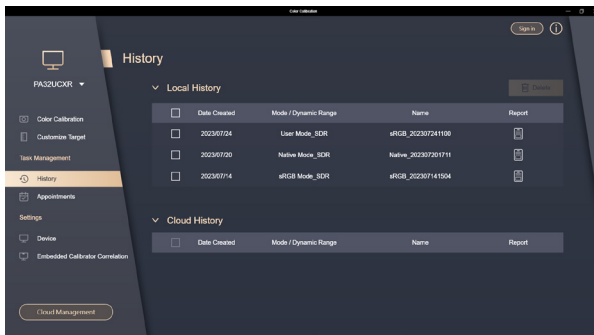 Color Calibration
Sign in
PA32UCXR
History
Local History
Delete
Date Created Mode / Dynamic Range Name Report
2023/07/24 User Mode_SDR sRGB_202307241100
2023/07/20 Native Mode_SDR Native_202307201711
2023/07/14 sRGB Mode_SDR sRGB_202307141504
Cloud History
Date Created Mode / Dynamic Range Name Report
Color Calibration
Customize Target
Task Management
History
Appointments
Settings
Device
Embedded Calibrator Correlation
Cloud Management